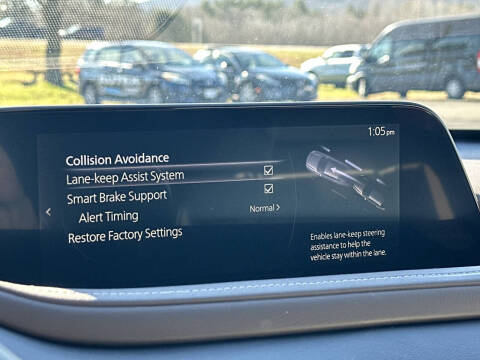 1:05 pm
Collision Avoidance
Lane-keep Assist System
Smart Brake Support
Alert Timing Normal >
Restore Factory Settings
Enables lane-keep steering
assistance to help the
vehicle stay within the lane.